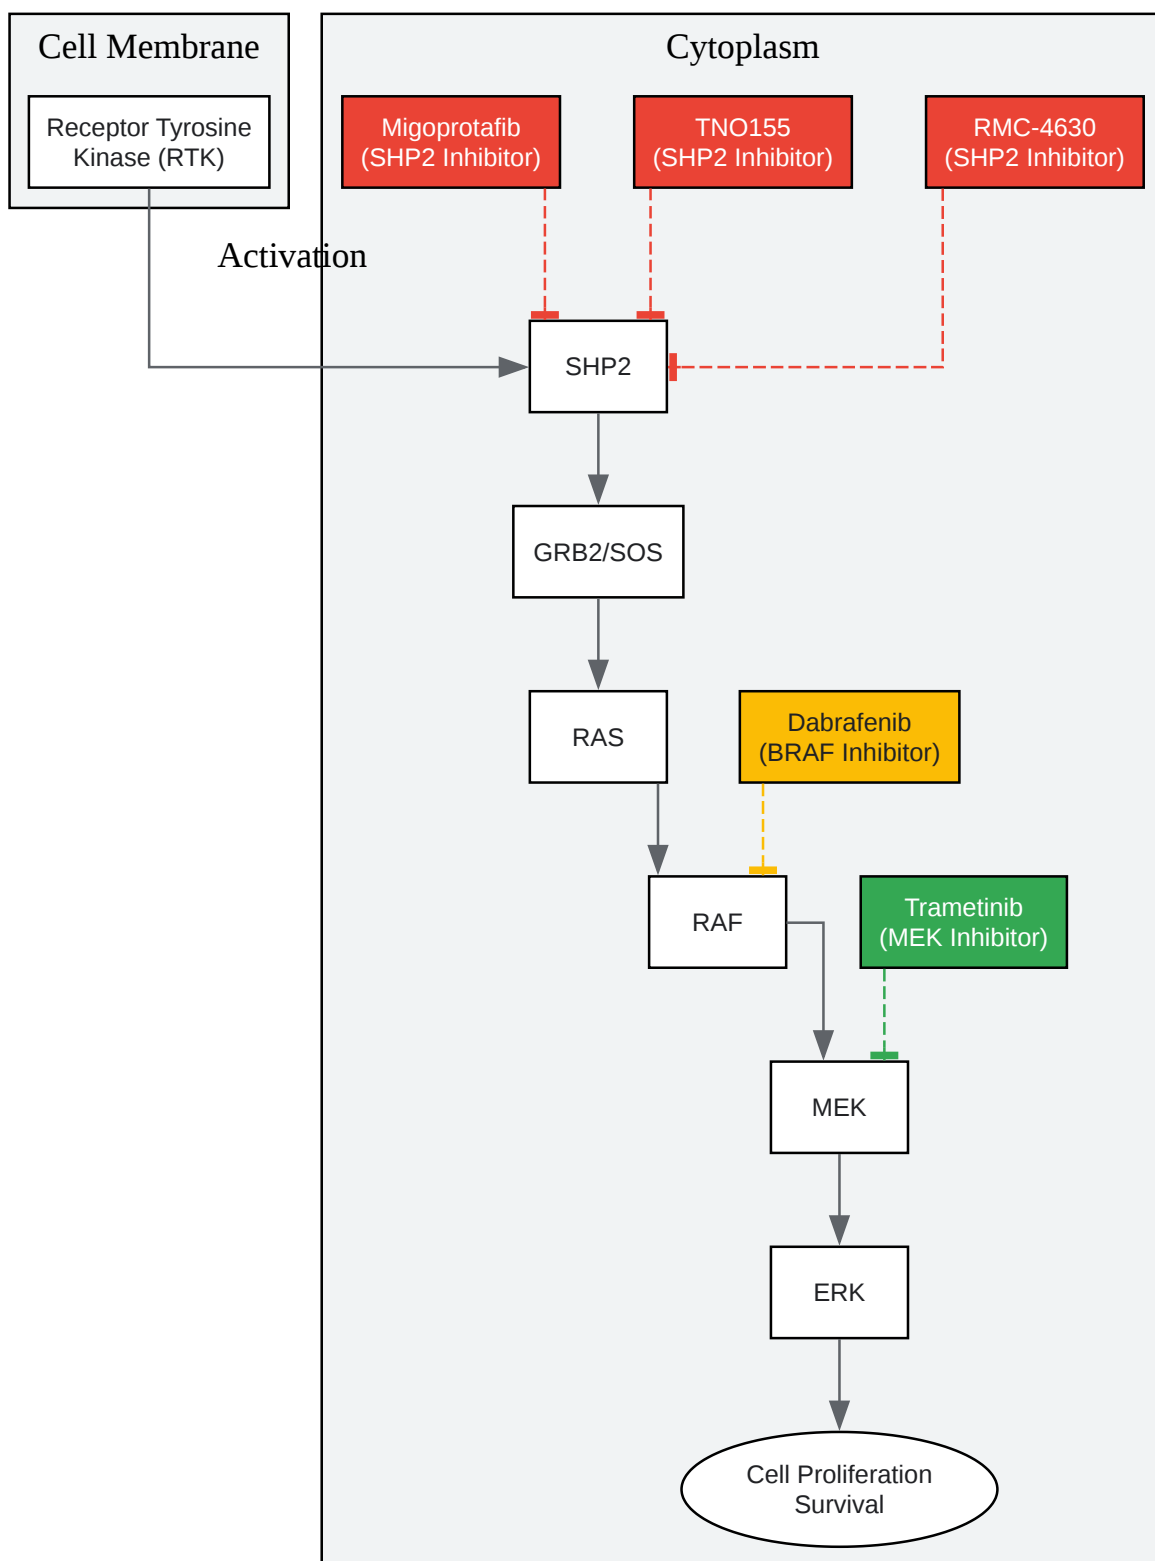 Cell Membrane
Cytoplasm
Receptor Tyrosine
Kinase (RTK)
Migoprotafib
(SHP2 Inhibitor)
TNO155
(SHP2 Inhibitor)
RMC-4630
(SHP2 Inhibitor)
Activation
SHP2
GRB2/SOS
RAS
Dabrafenib
(BRAF Inhibitor)
RAF
Trametinib
(MEK Inhibitor)
MEK
ERK
Cell Proliferation
Survival